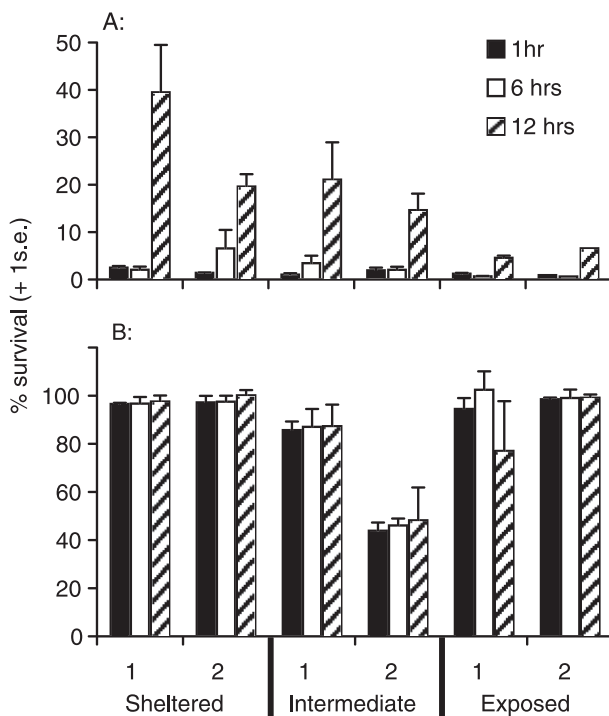 A:
50
40
30
20
10
0
1hr
6 hrs
12 hrs
% survival (+ 1s.e.)
B:
100
80
60
40
20
0
1 2 1 2 1 2
Sheltered Intermediate Exposed